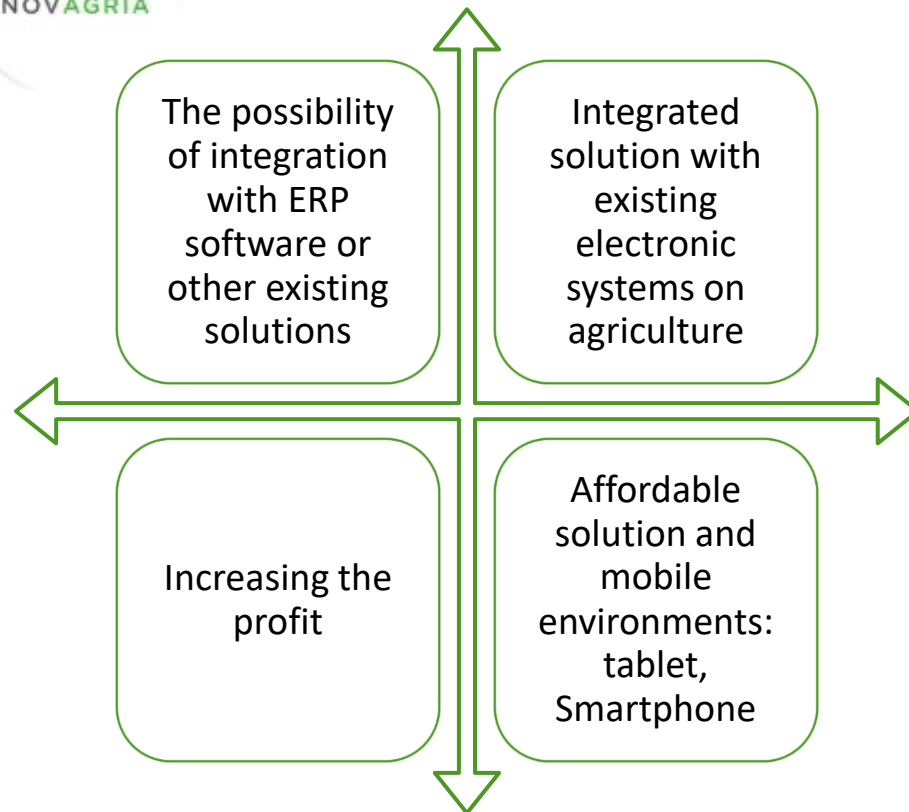 NOVAGRIA
The possibility
of integration
with ERP
software or
other existing
solutions
Integrated
solution with
existing
electronic
systems on
agriculture
Increasing the
profit
Affordable
solution and
mobile
environments:
tablet,
Smartphone